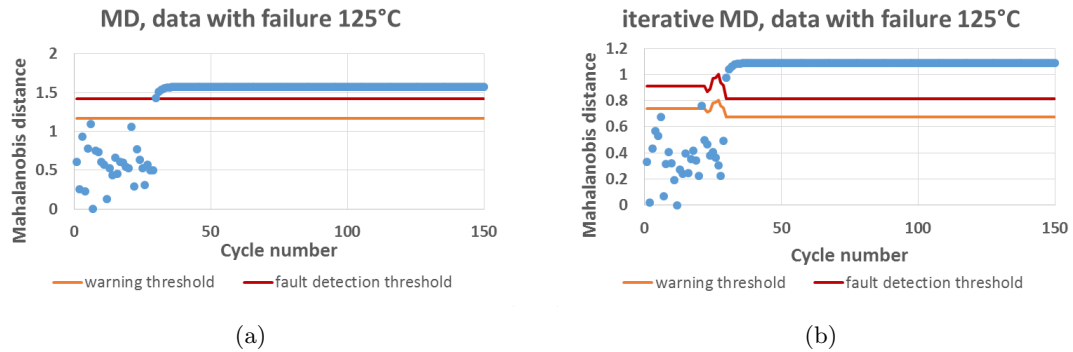 MD, data with failure 125°C
Mahalanobis distance
2
1.5
1
0.5
0
0
50
100
150
Cycle number
warning threshold
fault detection threshold
(a)
iterative MD, data with failure 125°C
Mahalanobis distance
1.2
1
0.8
0.6
0.4
0.2
0
0
50
100
150
Cycle number
warning threshold
fault detection threshold
(b)